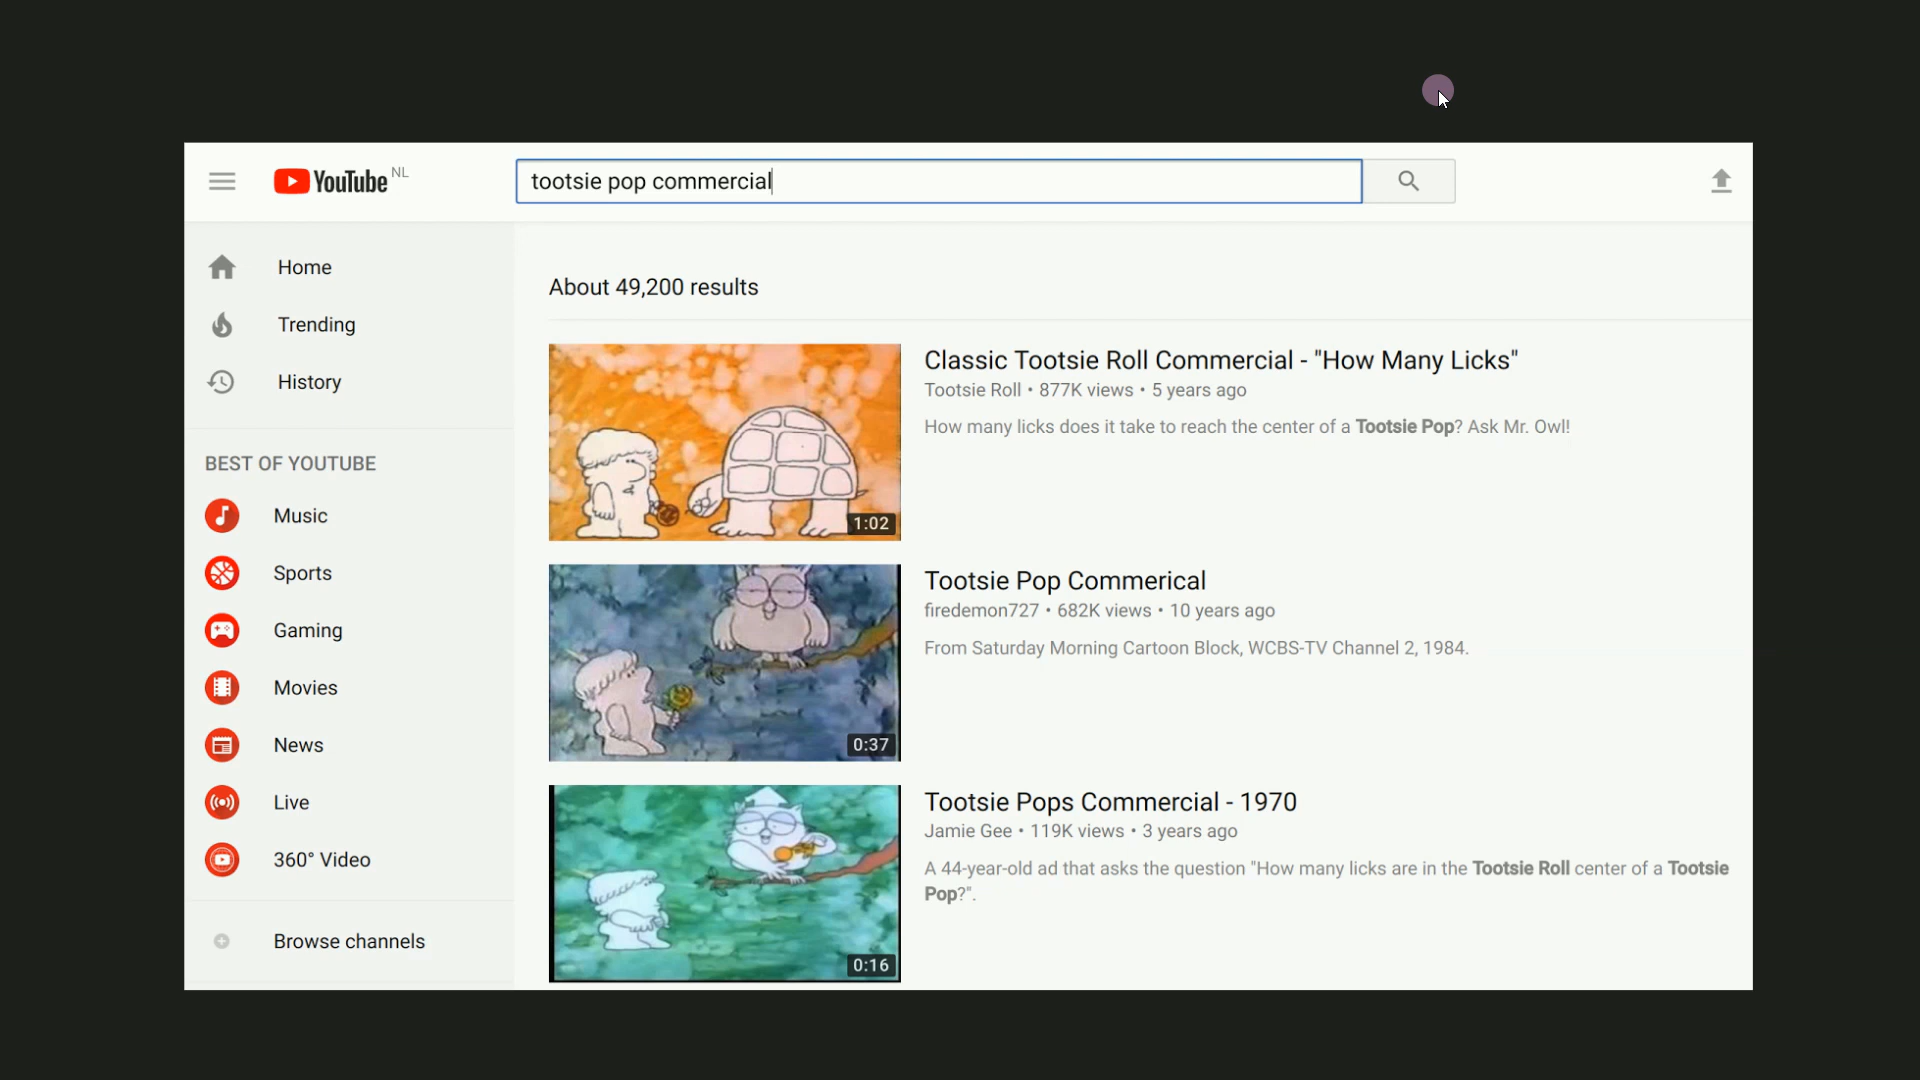 YouTube NL
tootsie pop commercial
Home
Trending
History
BEST OF YOUTUBE
Music
Sports
Gaming
Movies
News
Live
360° Video
Browse channels
About 49,200 results
1:02
Classic Tootsie Roll Commercial - "How Many Licks"
Tootsie Roll • 877K views • 5 years ago
How many licks does it take to reach the center of a Tootsie Pop? Ask Mr. Owl!
0:37
Tootsie Pop Commerical
firedemon727 • 682K views • 10 years ago
From Saturday Morning Cartoon Block, WCBS-TV Channel 2, 1984.
0:16
Tootsie Pops Commercial - 1970
Jamie Gee • 119K views • 3 years ago
A 44-year-old ad that asks the question "How many licks are in the Tootsie Roll center of a Tootsie
Pop?".